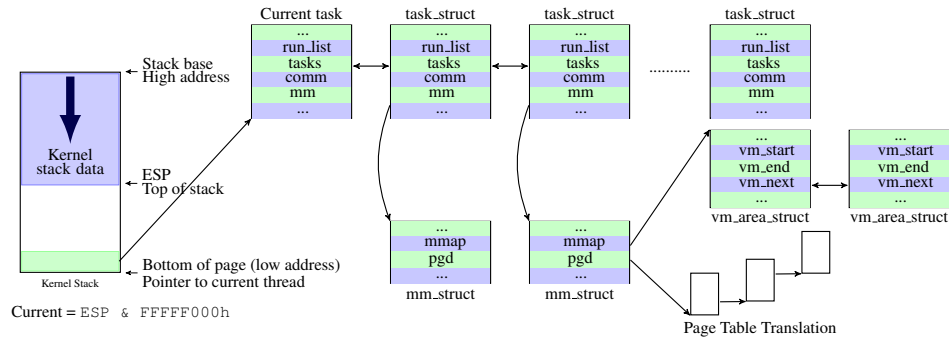 Current task
...
run_list
tasks
comm
mm
...
task_struct
...
run_list
tasks
comm
mm
...
task_struct
...
run_list
tasks
comm
mm
...
..........
task_struct
...
run_list
tasks
comm
mm
...
Stack base
High address
Kernel
stack data
ESP
Top of stack
Bottom of page (low address)
Pointer to current thread
Kernel Stack
Current = ESP & FFFFF000h
...
mmap
pgd
...
mm_struct
...
mmap
pgd
...
mm_struct
...
vm_start
vm_end
vm_next
...
vm_area_struct
...
vm_start
vm_end
vm_next
...
vm_area_struct
Page Table Translation